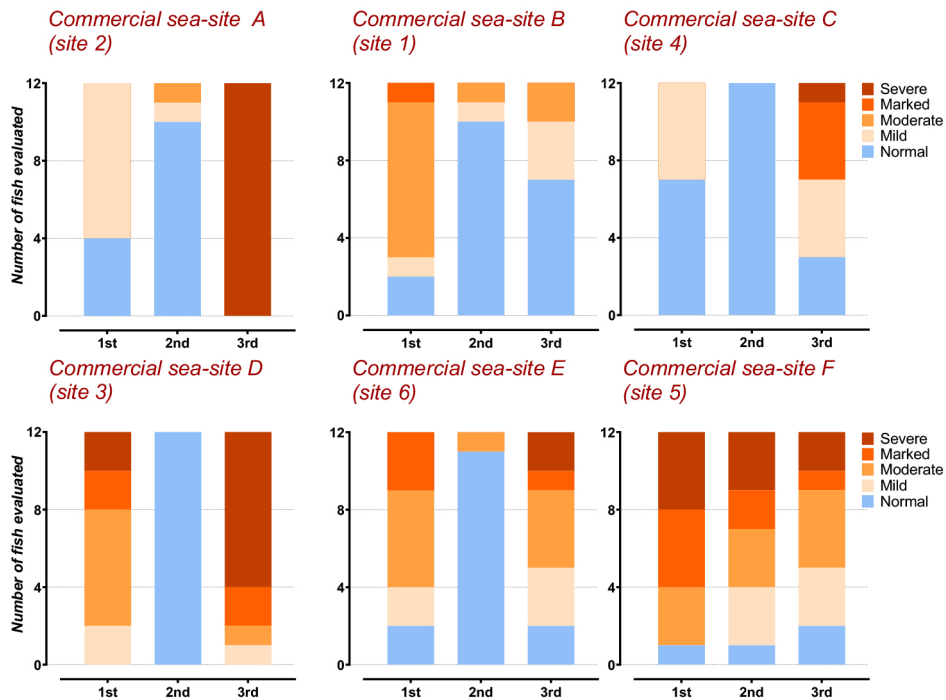 Commercial sea-site A
(site 2)
Commercial sea-site B
(site 1)
Commercial sea-site C
(site 4)
Number of fish evaluated
12
8
4
0
1st 2nd 3rd
12
8
4
0
1st 2nd 3rd
12
8
4
0
1st 2nd 3rd
Severe
Marked
Moderate
Mild
Normal
Commercial sea-site D
(site 3)
Commercial sea-site E
(site 6)
Commercial sea-site F
(site 5)
Number of fish evaluated
12
8
4
0
1st 2nd 3rd
12
8
4
0
1st 2nd 3rd
12
8
4
0
1st 2nd 3rd
Severe
Marked
Moderate
Mild
Normal